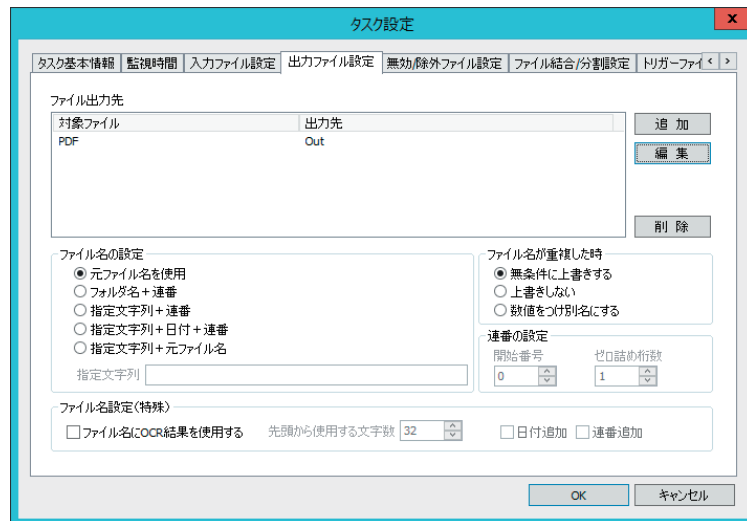 タスク設定
x
タスク基本情報 監視時間 入力ファイル設定 出力ファイル設定 無効/除外ファイル設定 ファイル結合/分割設定 トリガーファイ < >
ファイル出力先
対象ファイル 出力先
PDF Out
追 加
編 集
削 除
ファイル名の設定
元ファイル名を使用
フォルダ名+連番
指定文字列+連番
指定文字列+日付+連番
指定文字列+元ファイル名
指定文字列
ファイル名が重複した時
無条件に上書きする
上書きしない
数値をつけ別名にする
連番の設定
開始番号 ゼロ詰め桁数
0 1
ファイル名設定(特殊)
ファイル名にOCR結果を使用する 先頭から使用する文字数 32 日付追加 連番追加
OK キャンセル